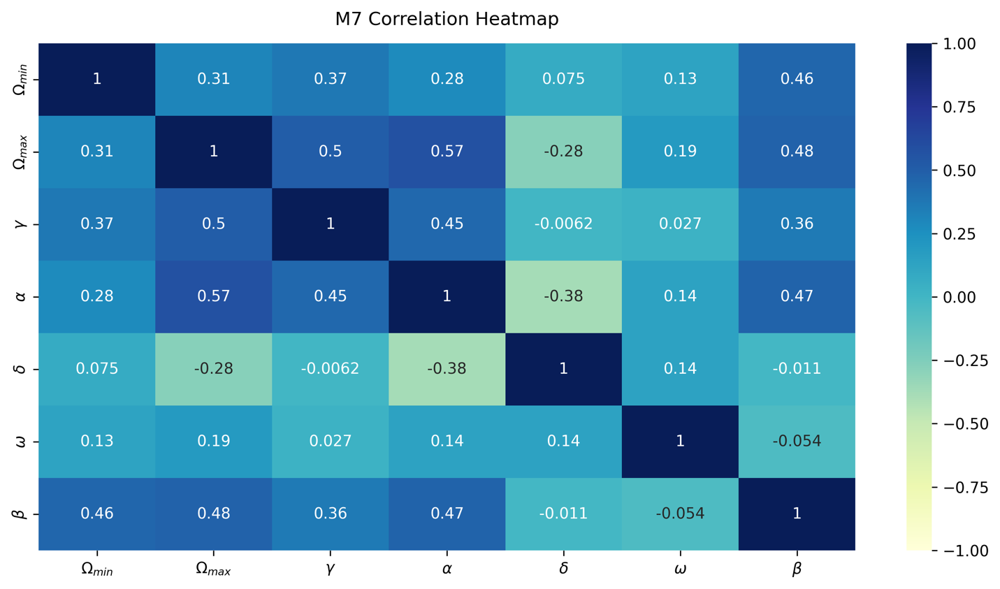 M7 Correlation Heatmap
Ω_min 1 0.31 0.37 0.28 0.075 0.13 0.46
Ω_max 0.31 1 0.5 0.57 -0.28 0.19 0.48
γ 0.37 0.5 1 0.45 -0.0062 0.027 0.36
α 0.28 0.57 0.45 1 -0.38 0.14 0.47
δ 0.075 -0.28 -0.0062 -0.38 1 0.14 -0.011
ω 0.13 0.19 0.027 0.14 0.14 1 -0.054
β 0.46 0.48 0.36 0.47 -0.011 -0.054 1
Ω_min Ω_max γ α δ ω β
1.00
0.75
0.50
0.25
0.00
−0.25
−0.50
−0.75
−1.00